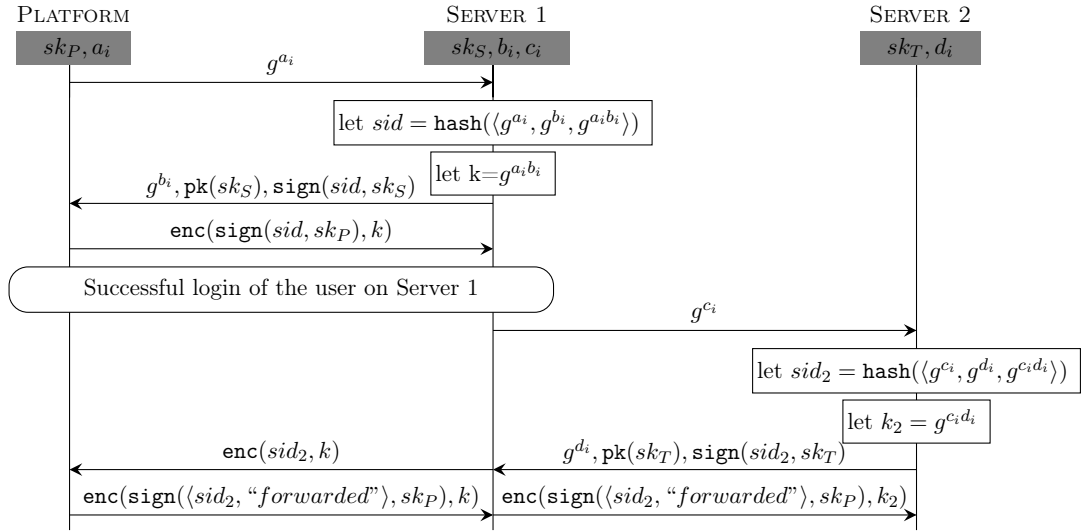 PLATFORM SERVER 1 SERVER 2
sk_P, a_i sk_S, b_i, c_i sk_T, d_i
g^{a_i}
let sid = hash(⟨g^{a_i}, g^{b_i}, g^{a_i b_i}⟩)
let k=g^{a_i b_i}
g^{b_i}, pk(sk_S), sign(sid, sk_S)
enc(sign(sid, sk_P), k)
Successful login of the user on Server 1
g^{c_i}
let sid_2 = hash(⟨g^{c_i}, g^{d_i}, g^{c_i d_i}⟩)
let k_2 = g^{c_i d_i}
enc(sid_2, k) g^{d_i}, pk(sk_T), sign(sid_2, sk_T)
enc(sign(⟨sid_2, “forwarded”⟩, sk_P), k) enc(sign(⟨sid_2, “forwarded”⟩, sk_P), k_2)